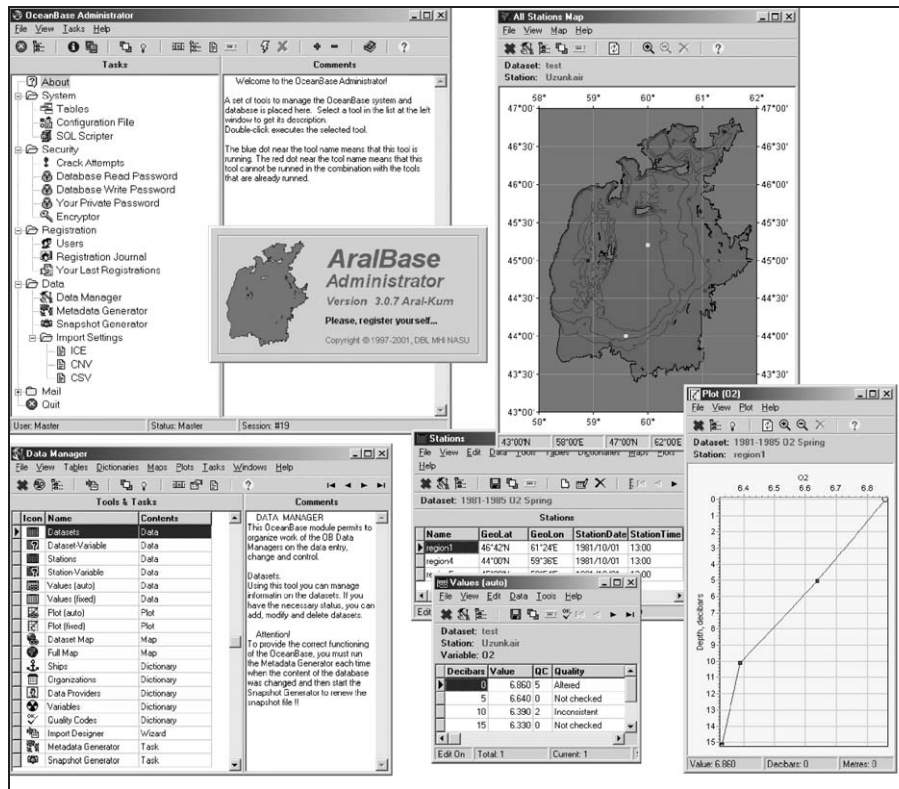 OceanBase Administrator
File View Tasks Help
Tasks
Comments
About
System
Tables
Configuration File
SQL Scripter
Security
Crack Attempts
Database Read Password
Database Write Password
Your Private Password
Encryptor
Registration
Users
Registration Journal
Your Last Registrations
Data
Data Manager
Metadata Generator
Snapshot Generator
Import Settings
ICE
CNV
CSV
Mail
Quit
Welcome to the OceanBase Administrator!
A set of tools to manage the OceanBase system and
database is placed here. Select a tool in the list at the left
window to get its description.
Double-click executes the selected tool.
The blue dot near the tool name means that this tool is
running. The red dot near the tool name means that this
tool cannot be runned in the combination with the tools
that are already runned.
User: Master Status: Master Session: #19
AralBase
Administrator
Version 3.0.7 Aral-Kum
Please, register yourself...
Copyright © 1997-2001, DBL MHI NASU
All Stations Map
File View Map Help
Dataset: test
Station: Uzunkair
58° 59° 60° 61° 62°
47°00' 47°00'
46°30' 46°30'
46°00' 46°00'
45°30' 45°30'
45°00' 45°00'
44°30' 44°30'
44°00' 44°00'
43°30' 43°30'
43°00'
58° 59° 60°
43°00'N 58°00'E 47°00'N 62°00'E
Data Manager
File View Tables Dictionaries Maps Plots Tasks Windows Help
Tools & Tasks
Comments
Icon Name Contents
Datasets Data
Dataset-Variable Data
Stations Data
Station-Variable Data
Values (auto) Data
Values (fixed) Data
Plot (auto) Plot
Plot (fixed) Plot
Dataset Map Map
Full Map Map
Ships Dictionary
Organizations Dictionary
Data Providers Dictionary
Variables Dictionary
Quality Codes Dictionary
Import Designer Wizard
Metadata Generator Task
Snapshot Generator Task
DATA MANAGER
This OceanBase module permits to
organize work of the OB Data
Managers on the data entry,
change and control.
Datasets.
Using this tool you can manage
informatin on the datasets. If you
have the necessary status, you can
add, modify and delete datasets.
Attention!
To provide the correct functioning
of the OceanBase, you must run
the Metadata Generator each time
when the content of the database
was changed and then start the
Snapshot Generator to renew the
snapshot file !!
Stations
File View Edit Data Tools Tables Dictionaries Maps Plots
Help
Dataset: 1981-1985 O2 Spring
Stations
Name GeoLat GeoLon StationDate StationTime
region1 46°42'N 61°24'E 1981/10/01 13:00
region4 44°00'N 59°36'E 1981/10/01 13:00
Values (auto)
File View Edit Data Tools Help
Dataset: test
Station: Uzunkair
Variable: O2
Decibars Value QC Quality
0 6.860 5 Altered
5 6.640 0 Not checked
10 6.390 2 Inconsistent
15 6.330 0 Not checked
Edit On Total: 1 Current: 1
Plot (O2)
File View Plot Help
Dataset: 1981-1985 O2 Spring
Station: region1
O2
6.4 6.5 6.6 6.7 6.8
Depth, decibars
0
1
2
3
4
5
6
7
8
9
10
11
12
13
14
15
Value: 6.860 Decibars: 0 Metres: 0